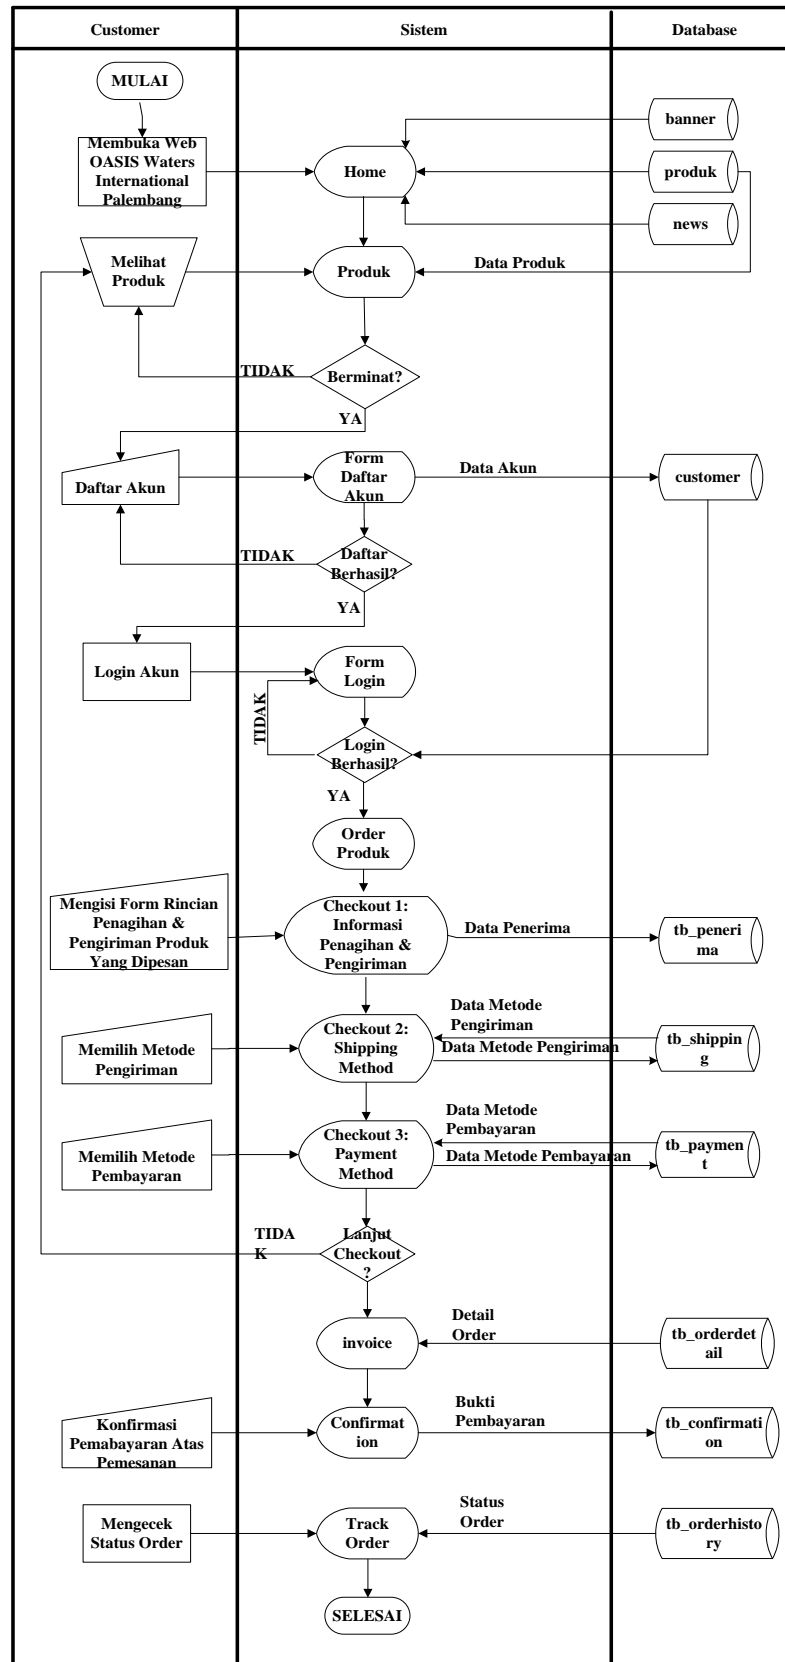 Customer
Sistem
Database
MULAI
Membuka Web
OASIS Waters
International
Palembang
Home
banner
produk
news
Melihat
Produk
Produk
Data Produk
TIDAK
Berminat?
YA
Daftar Akun
Form
Daftar
Akun
Data Akun
customer
TIDAK
Daftar
Berhasil?
YA
Login Akun
Form
Login
TIDAK
Login
Berhasil?
YA
Order
Produk
Mengisi Form Rincian
Penagihan &
Pengiriman Produk
Yang Dipesan
Checkout 1:
Informasi
Penagihan &
Pengiriman
Data Penerima
tb_peneri
ma
Memilih Metode
Pengiriman
Checkout 2:
Shipping
Method
Data Metode
Pengiriman
Data Metode Pengiriman
tb_shippin
g
Memilih Metode
Pembayaran
Checkout 3:
Payment
Method
Data Metode
Pembayaran
Data Metode Pembayaran
tb_paymen
t
TIDA
K
Lanjut
Checkout
?
invoice
Detail
Order
tb_orderdet
ail
Konfirmasi
Pemabayaran Atas
Pemesanan
Confirmat
ion
Bukti
Pembayaran
tb_confirmati
on
Mengecek
Status Order
Track
Order
Status
Order
tb_orderhisto
ry
SELESAI